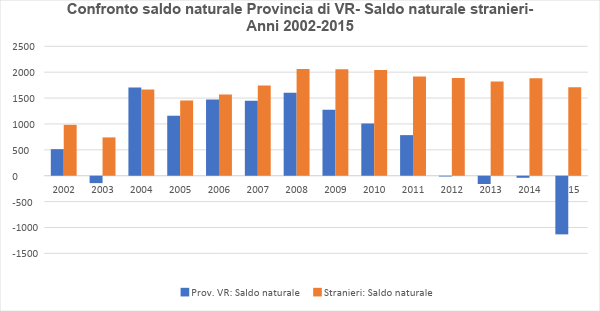 Confronto saldo naturale Provincia di VR- Saldo naturale stranieri-
Anni 2002-2015
2500
2000
1500
1000
500
0
-500
-1000
-1500
2002 2003 2004 2005 2006 2007 2008 2009 2010 2011 2012 2013 2014 15
Prov. VR: Saldo naturale Stranieri: Saldo naturale